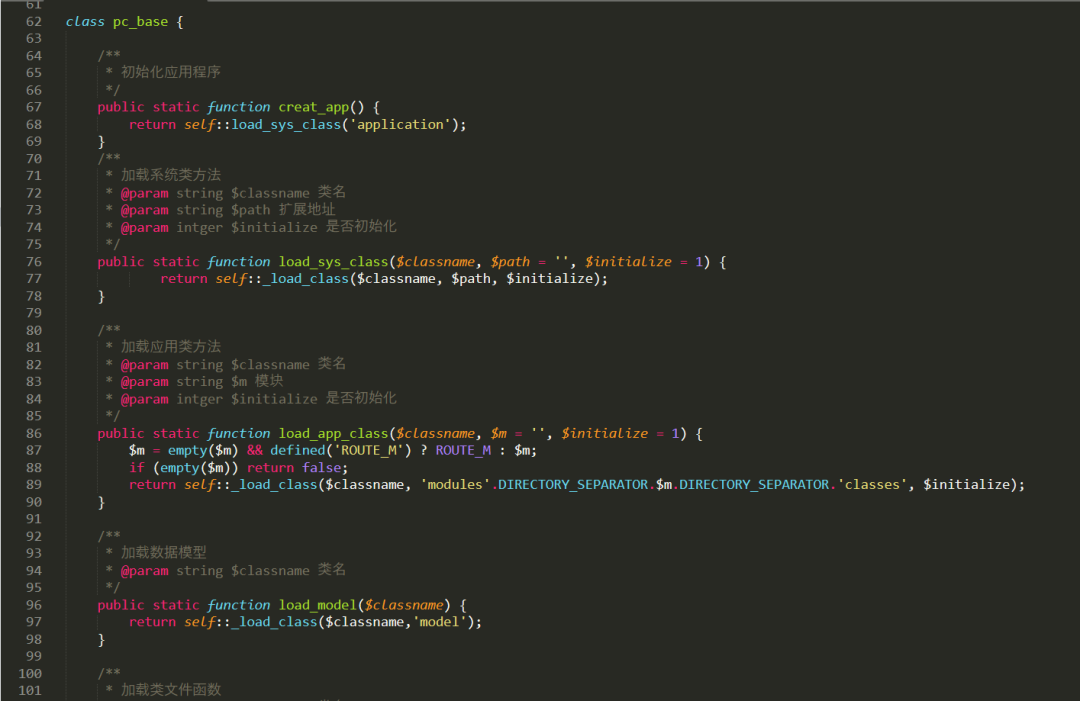 61
62 class pc_base {
63
64 /**
65 * 初始化应用程序
66 */
67 public static function creat_app() {
68 return self::load_sys_class('application');
69 }
70 /**
71 * 加载系统类方法
72 * @param string $classname 类名
73 * @param string $path 扩展地址
74 * @param intger $initialize 是否初始化
75 */
76 public static function load_sys_class($classname, $path = '', $initialize = 1) {
77 return self::_load_class($classname, $path, $initialize);
78 }
79
80 /**
81 * 加载应用类方法
82 * @param string $classname 类名
83 * @param string $m 模块
84 * @param intger $initialize 是否初始化
85 */
86 public static function load_app_class($classname, $m = '', $initialize = 1) {
87 $m = empty($m) && defined('ROUTE_M') ? ROUTE_M : $m;
88 if (empty($m)) return false;
89 return self::_load_class($classname, 'modules'.DIRECTORY_SEPARATOR.$m.DIRECTORY_SEPARATOR.'classes', $initialize);
90 }
91
92 /**
93 * 加载数据模型
94 * @param string $classname 类名
95 */
96 public static function load_model($classname) {
97 return self::_load_class($classname,'model');
98 }
99
100 /**
101 * 加载类文件函数